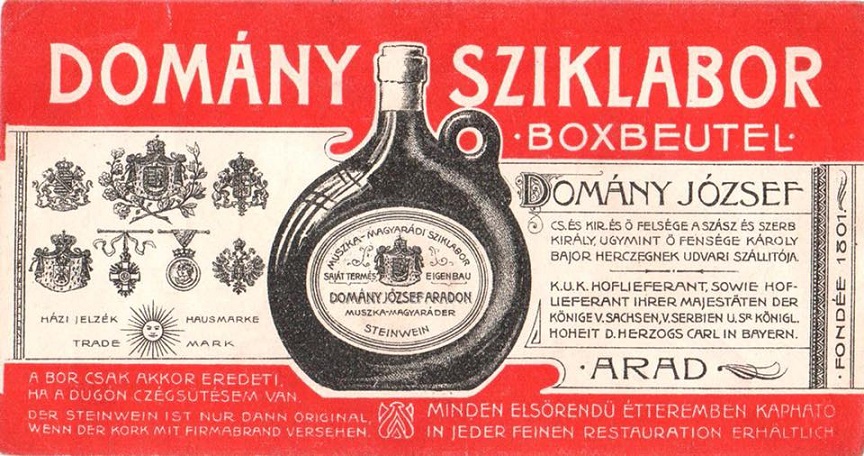 DOMÁNY SZIKLABOR
·BOXBEUTEL·
DOMÁNY JÓZSEF
CS. ÉS KIR. ÉS Ő FELSÉGE A SZÁSZ ÉS SZERB
KIRÁLY, UGYMINT Ő FENSÉGE KÁROLY
BAJOR HERCZEGNEK UDVARI SZÁLLITÓJA.
K.U.K. HOFLIEFERANT, SOWIE HOF-
LIEFERANT IHRER MAJESTÄTEN DER
KÖNIGE V. SACHSEN, V. SERBIEN U. SR KÖNIGL.
HOHEIT D. HERZOGS CARL IN BAYERN.
·ARAD·
FONDÉE 1801
MUSZKA-MAGYARÁDI SZIKLABOR
SAJÁT TERMÉS EIGENBAU
DOMÁNY JÓZSEF ARADON
MUSZKA-MAGYARÁDER
STEINWEIN
HÁZI JELZÉK HAUSMARKE
TRADE MARK
A BOR CSAK AKKOR EREDETI,
HA A DUGÓN CZÉGSÜTÉSEM VAN.
DER STEINWEIN IST NUR DANN ORIGINAL,
WENN DER KORK MIT FIRMABRAND VERSEHEN.
MINDEN ELSŐRENDÜ ÉTTEREMBEN KAPHATO
IN JEDER FEINEN RESTAURATION ERHÄLTLICH